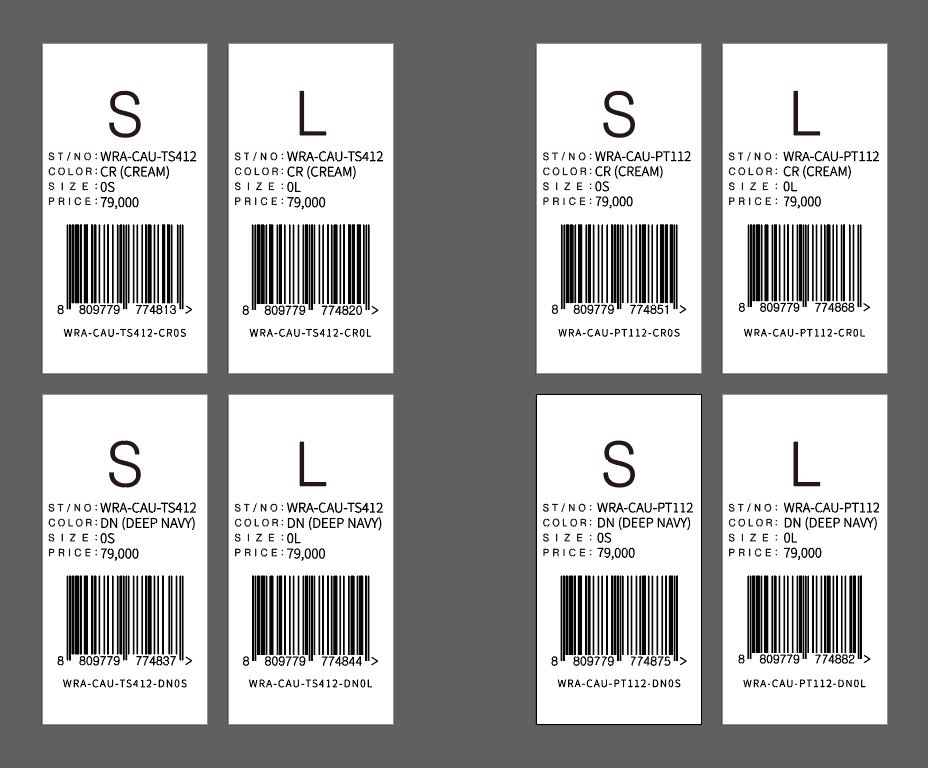 S
ST/NO:WRA-CAU-TS412
COLOR:CR (CREAM)
SIZE:0S
PRICE:79,000
8 809779 774813 >
WRA-CAU-TS412-CR0S
L
ST/NO:WRA-CAU-TS412
COLOR:CR (CREAM)
SIZE:0L
PRICE:79,000
8 809779 774820 >
WRA-CAU-TS412-CR0L
S
ST/NO:WRA-CAU-PT112
COLOR:CR (CREAM)
SIZE:0S
PRICE:79,000
8 809779 774851 >
WRA-CAU-PT112-CR0S
L
ST/NO:WRA-CAU-PT112
COLOR:CR (CREAM)
SIZE:0L
PRICE:79,000
8 809779 774868 >
WRA-CAU-PT112-CR0L
S
ST/NO:WRA-CAU-TS412
COLOR:DN (DEEP NAVY)
SIZE:0S
PRICE:79,000
8 809779 774837 >
WRA-CAU-TS412-DN0S
L
ST/NO:WRA-CAU-TS412
COLOR:DN (DEEP NAVY)
SIZE:0L
PRICE:79,000
8 809779 774844 >
WRA-CAU-TS412-DN0L
S
ST/NO:WRA-CAU-PT112
COLOR:DN (DEEP NAVY)
SIZE:0S
PRICE:79,000
8 809779 774875 >
WRA-CAU-PT112-DN0S
L
ST/NO:WRA-CAU-PT112
COLOR:DN (DEEP NAVY)
SIZE:0L
PRICE:79,000
8 809779 774882 >
WRA-CAU-PT112-DN0L